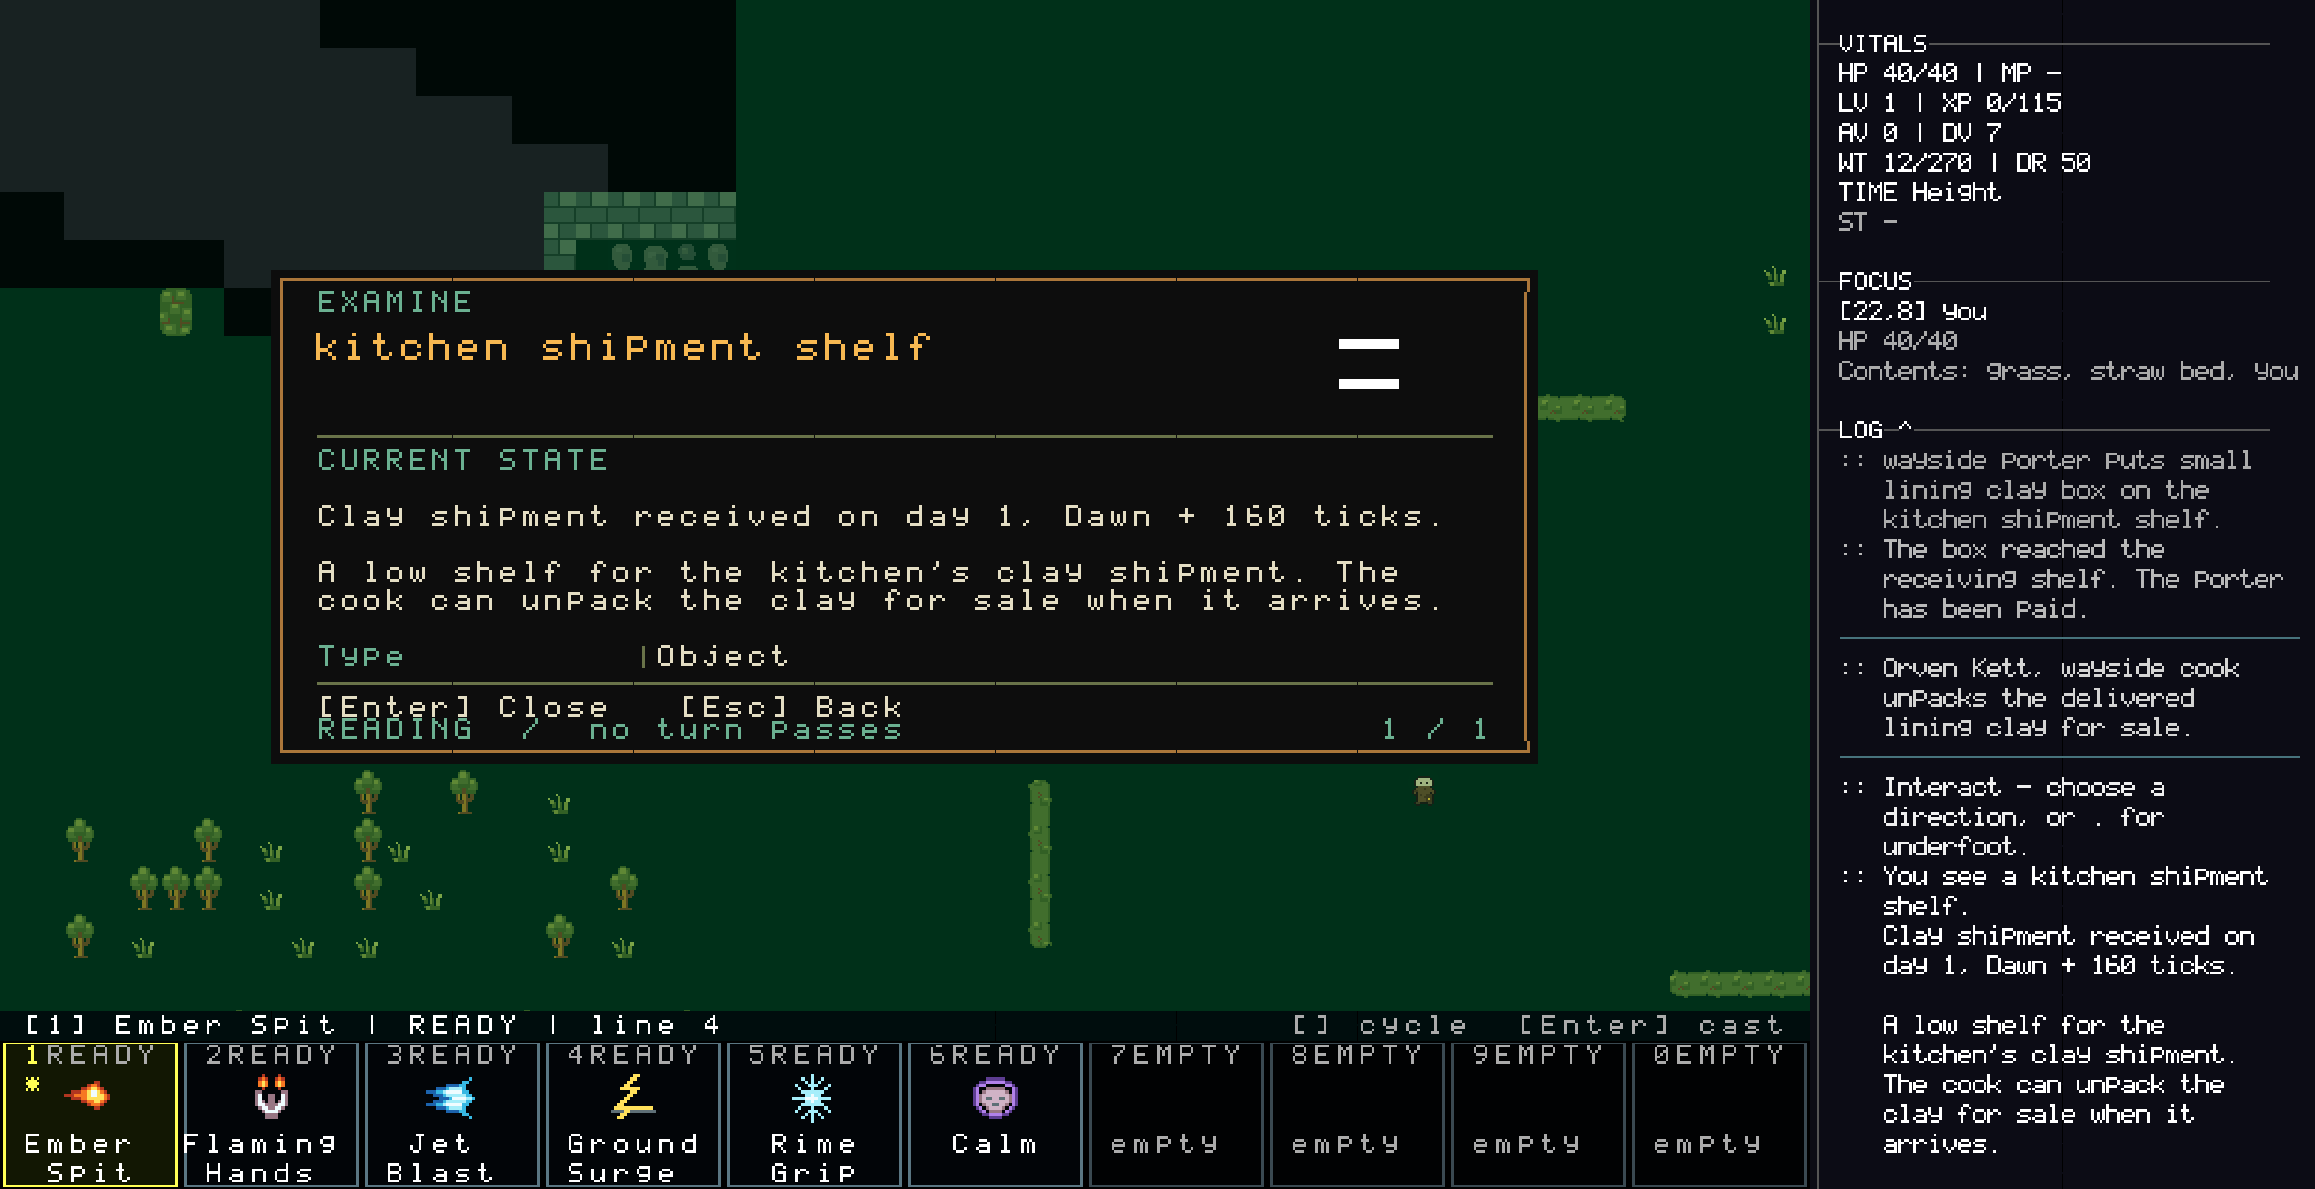 EXAMINE
kitchen shipment shelf
CURRENT STATE
Clay shipment received on day 1, Dawn + 160 ticks.
A low shelf for the kitchen's clay shipment. The
cook can unpack the clay for sale when it arrives.
Type |Object
[Enter] Close [Esc] Back
READING / no turn passes 1 / 1
[1] Ember Spit | READY | line 4 [] cycle [Enter] cast
1READY 2READY 3READY 4READY 5READY 6READY 7EMPTY 8EMPTY 9EMPTY 0EMPTY
*
Ember Flaming Jet Ground Rime Calm empty empty empty empty
Spit Hands Blast Surge Grip
VITALS
HP 40/40 | MP -
LV 1 | XP 0/115
AV 0 | DV 7
WT 12/270 | DR 50
TIME Height
ST -
FOCUS
[22,8] you
HP 40/40
Contents: grass, straw bed, you
LOG ^
:: wayside porter puts small
lining clay box on the
kitchen shipment shelf.
:: The box reached the
receiving shelf. The porter
has been paid.
:: Orven Kett, wayside cook
unpacks the delivered
lining clay for sale.
:: Interact - choose a
direction, or . for
underfoot.
:: You see a kitchen shipment
shelf.
Clay shipment received on
day 1, Dawn + 160 ticks.
A low shelf for the
kitchen's clay shipment.
The cook can unpack the
clay for sale when it
arrives.